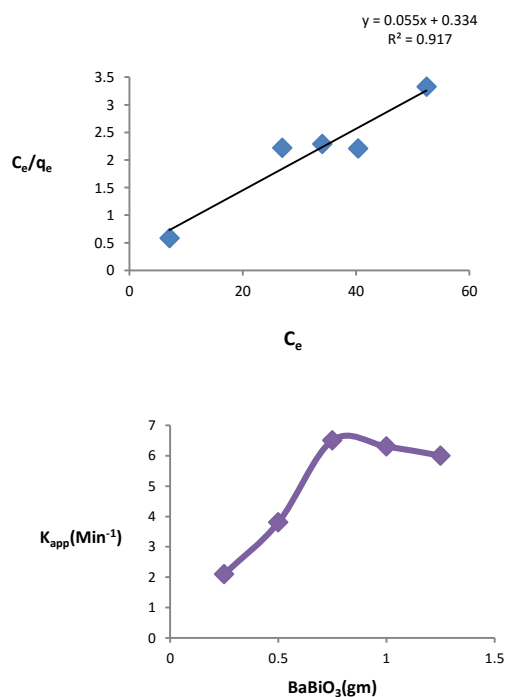 y = 0.055x + 0.334
R² = 0.917
3.5
3
2.5
2
1.5
1
0.5
0
Cₑ/qₑ
0 20 40 60
Cₑ
7
6
5
4
3
2
1
0
Kₐₚₚ(Min⁻¹)
0 0.5 1 1.5
BaBiO₃(gm)